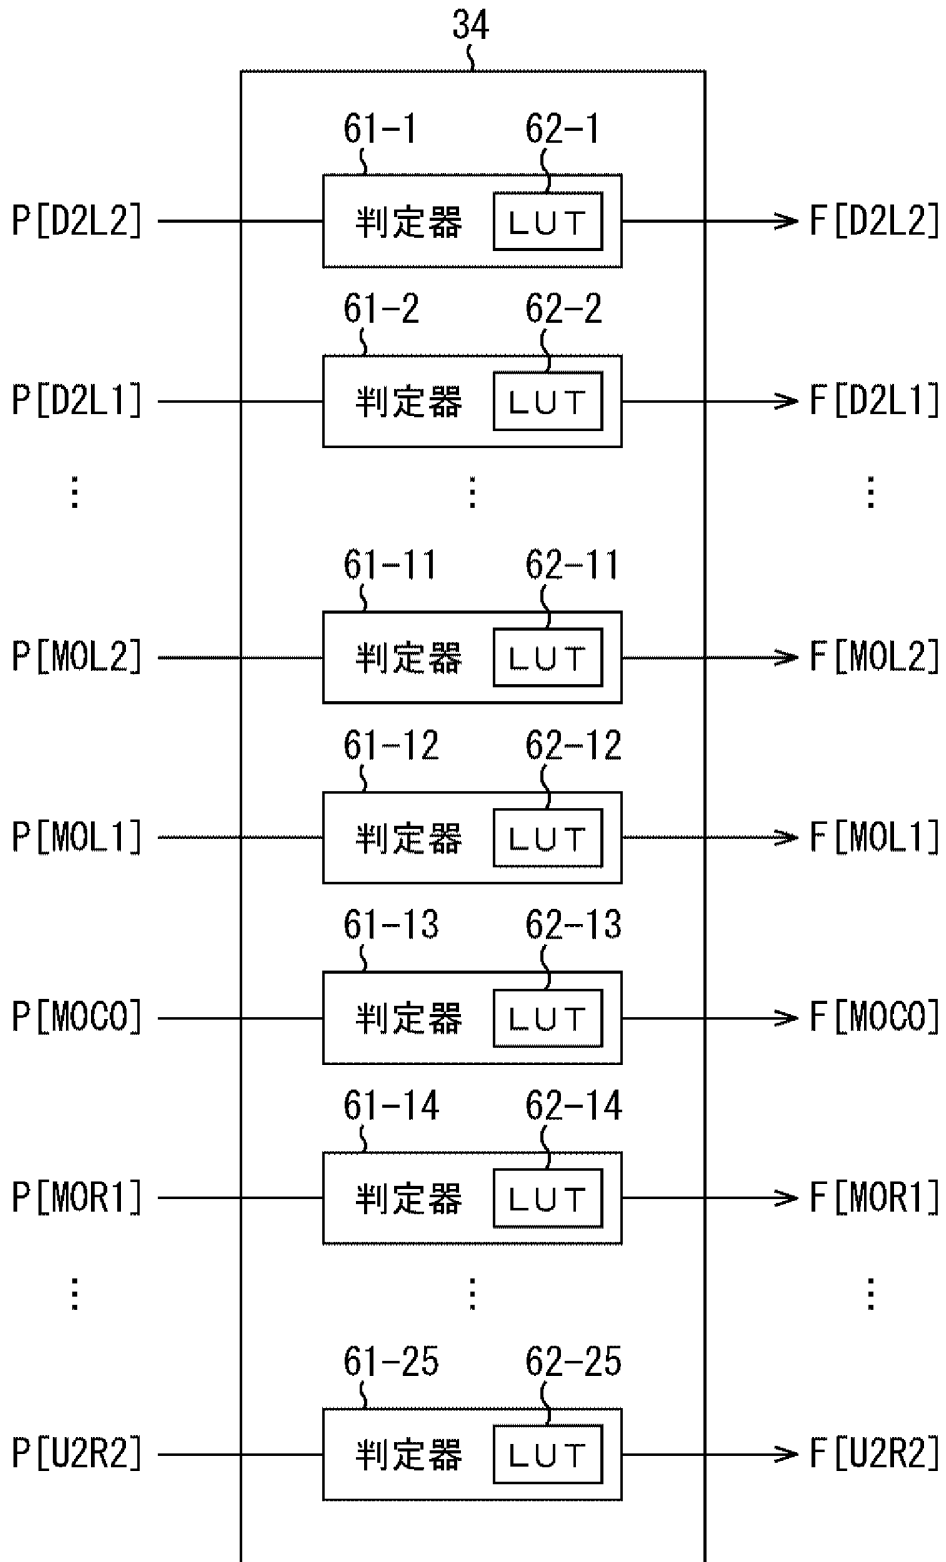 34
61-1 62-1
P[D2L2] 判定器 LUT F[D2L2]
61-2 62-2
P[D2L1] 判定器 LUT F[D2L1]
⋮ ⋮ ⋮
61-11 62-11
P[M0L2] 判定器 LUT F[M0L2]
61-12 62-12
P[M0L1] 判定器 LUT F[M0L1]
61-13 62-13
P[M0C0] 判定器 LUT F[M0C0]
61-14 62-14
P[M0R1] 判定器 LUT F[M0R1]
⋮ ⋮ ⋮
61-25 62-25
P[U2R2] 判定器 LUT F[U2R2]